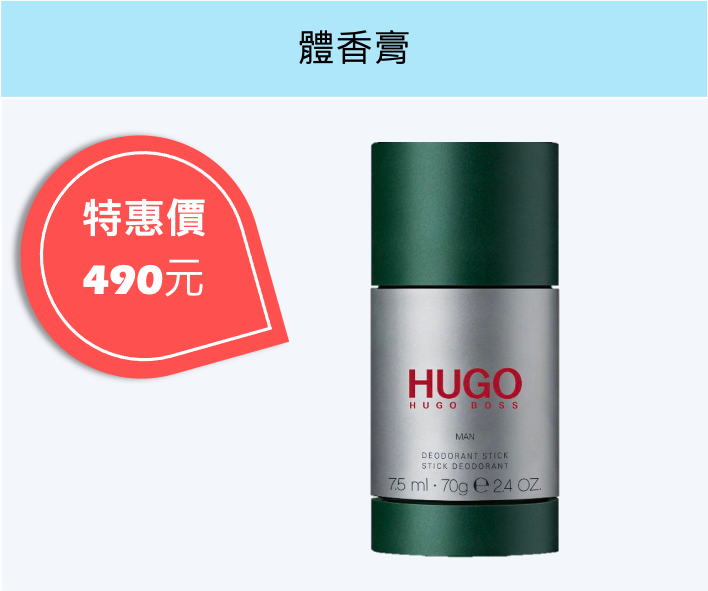 體香膏
特惠價
490元
HUGO
HUGO BOSS
MAN
DEODORANT STICK
STICK DEODORANT
75 ml · 70g ℮ 2.4 OZ.